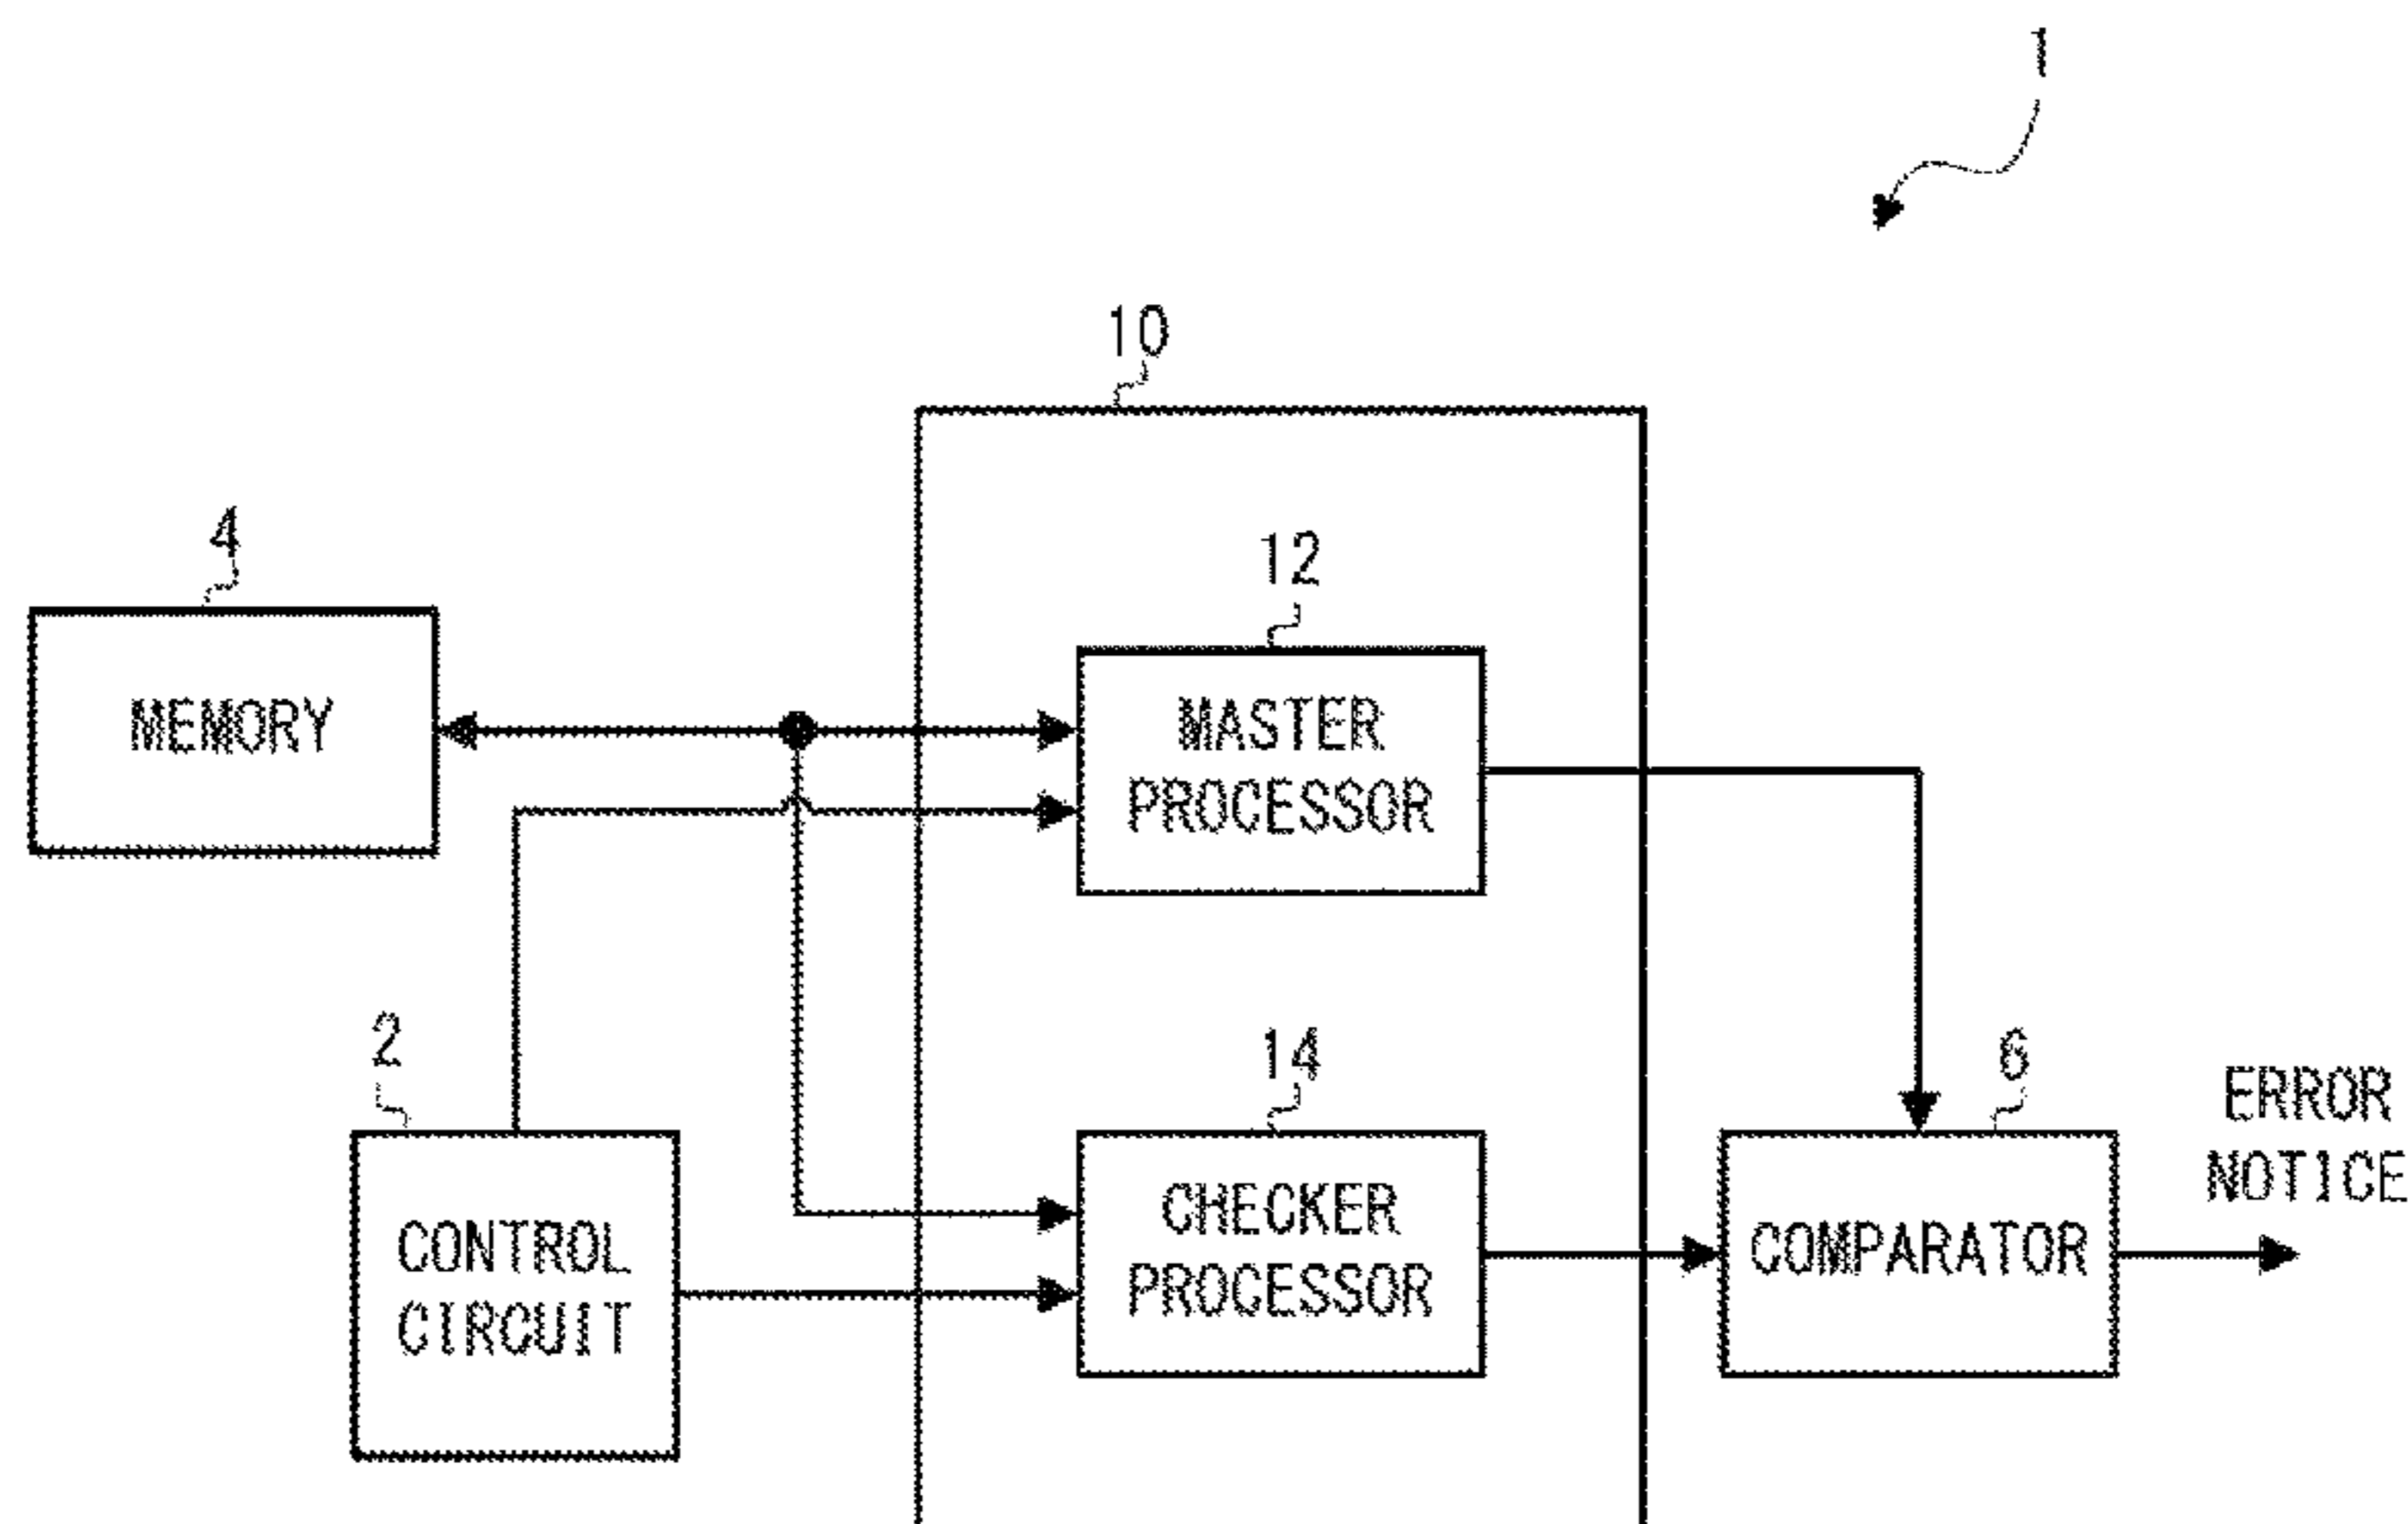 1
10
4
12
MEMORY
MASTER
PROCESSOR
2
14
6
ERROR
NOTICE
CONTROL
CIRCUIT
CHECKER
PROCESSOR
COMPARATOR